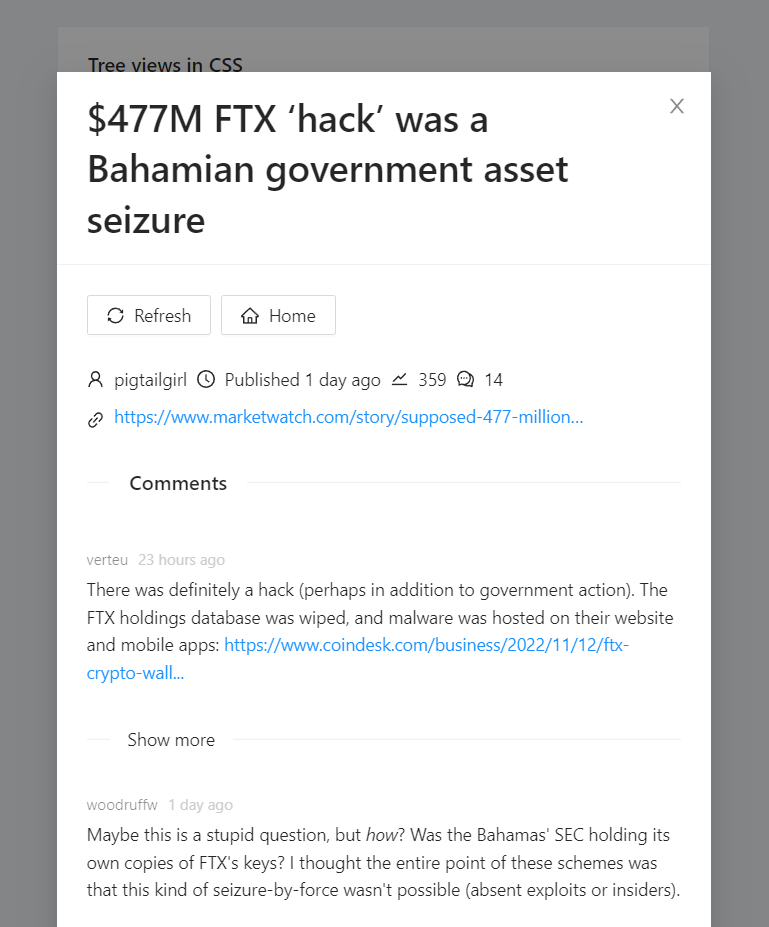 Tree views in CSS
$477M FTX ‘hack’ was a
Bahamian government asset
seizure
Refresh Home
pigtailgirl Published 1 day ago 359 14
https://www.marketwatch.com/story/supposed-477-million...
Comments
verteu 23 hours ago
There was definitely a hack (perhaps in addition to government action). The
FTX holdings database was wiped, and malware was hosted on their website
and mobile apps: https://www.coindesk.com/business/2022/11/12/ftx-
crypto-wall...
Show more
woodruffw 1 day ago
Maybe this is a stupid question, but how? Was the Bahamas' SEC holding its
own copies of FTX's keys? I thought the entire point of these schemes was
that this kind of seizure-by-force wasn't possible (absent exploits or insiders).